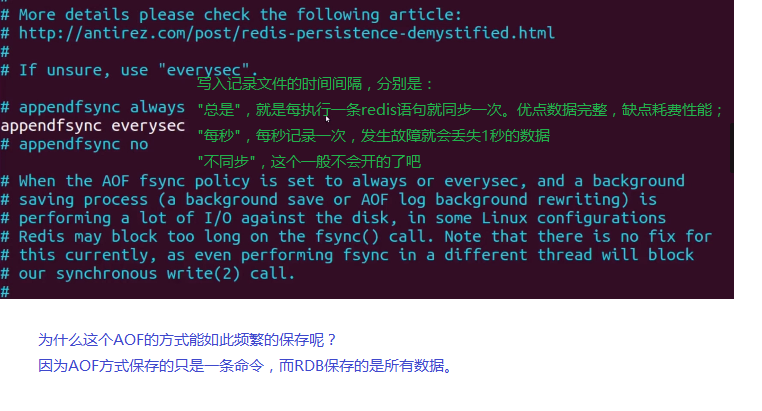 #
# More details please check the following article:
# http://antirez.com/post/redis-persistence-demystified.html
#
# If unsure, use "everysec".
写入记录文件的时间间隔，分别是：
# appendfsync always
"总是"，就是每执行一条redis语句就同步一次。优点数据完整，缺点耗费性能；
appendfsync everysec
"每秒"，每秒记录一次，发生故障就会丢失1秒的数据
# appendfsync no
"不同步"，这个一般不会开的了吧
# When the AOF fsync policy is set to always or everysec, and a background
# saving process (a background save or AOF log background rewriting) is
# performing a lot of I/O against the disk, in some Linux configurations
# Redis may block too long on the fsync() call. Note that there is no fix for
# this currently, as even performing fsync in a different thread will block
# our synchronous write(2) call.
#
为什么这个AOF的方式能如此频繁的保存呢？
因为AOF方式保存的只是一条命令，而RDB保存的是所有数据。